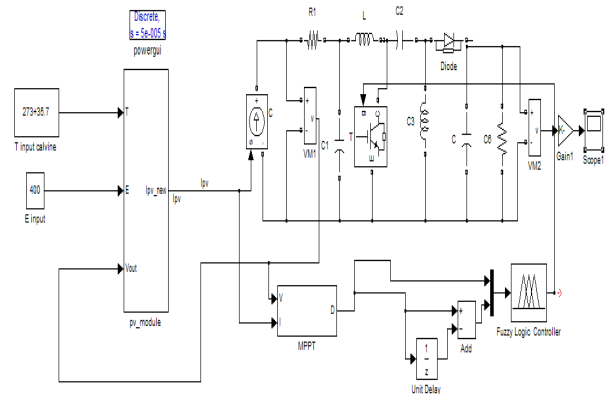 Discrete,
s = 5e-005 s
powergui
R1
L
C2
Diode
273+35.7
T input calvine
T
C
VM1
v
C1
T
g
C
E
C3
C
C6
VM2
v
K-
Gain1
Scope1
400
E input
E
Ipv_new
Ipv
Ipv
Vout
pv_module
V
I
D
MPPT
1
z
Unit Delay
Add
Fuzzy Logic Controller